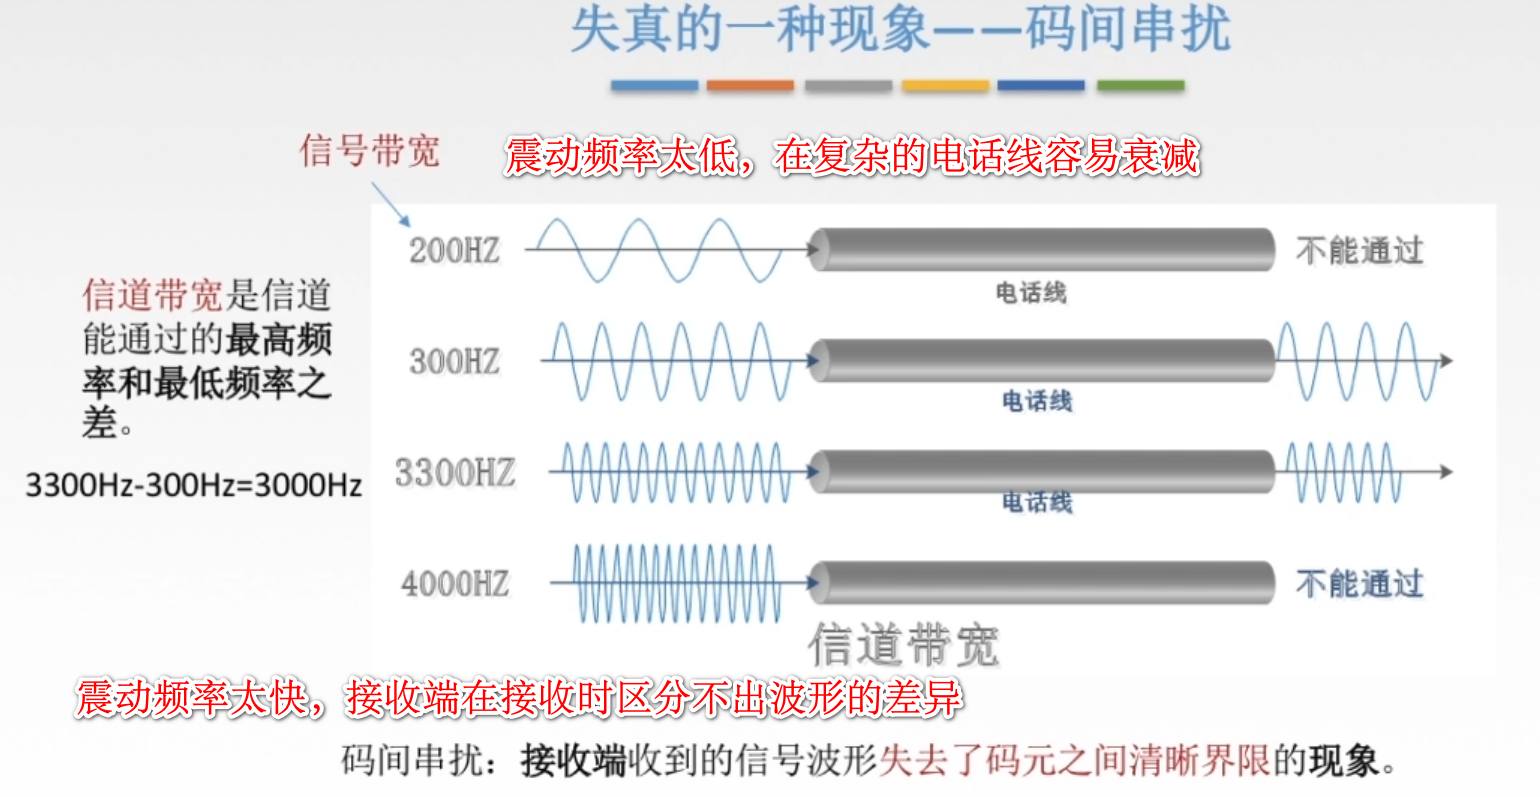 失真的一种现象——码间串扰
信号带宽
震动频率太低，在复杂的电话线容易衰减
200HZ
不能通过
电话线
信道带宽是信道
能通过的最高频
率和最低频率之
差。
3300Hz-300Hz=3000Hz
300HZ
电话线
3300HZ
电话线
4000HZ
不能通过
信道带宽
震动频率太快，接收端在接收时区分不出波形的差异
码间串扰：接收端收到的信号波形失去了码元之间清晰界限的现象。